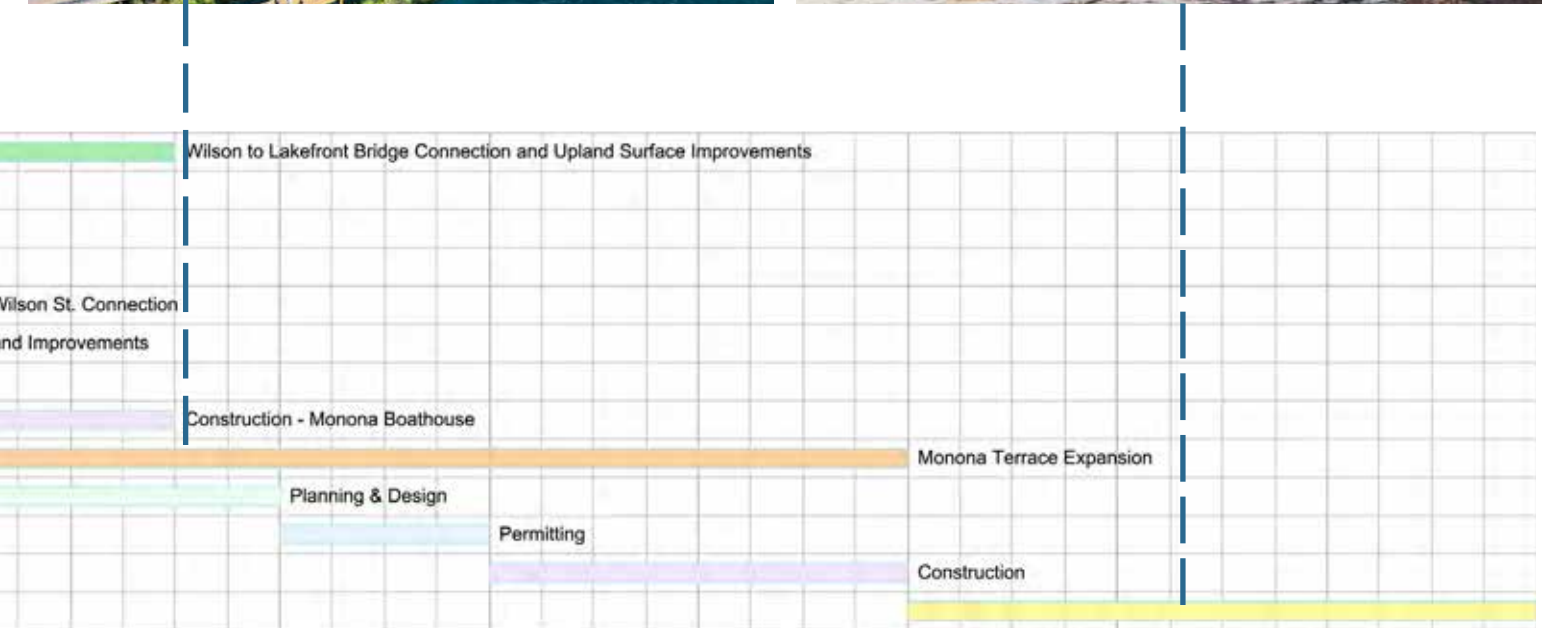 Wilson to Lakefront Bridge Connection and Upland Surface Improvements
Wilson St. Connection
and Improvements
Construction - Monona Boathouse
Monona Terrace Expansion
Planning & Design
Permitting
Construction